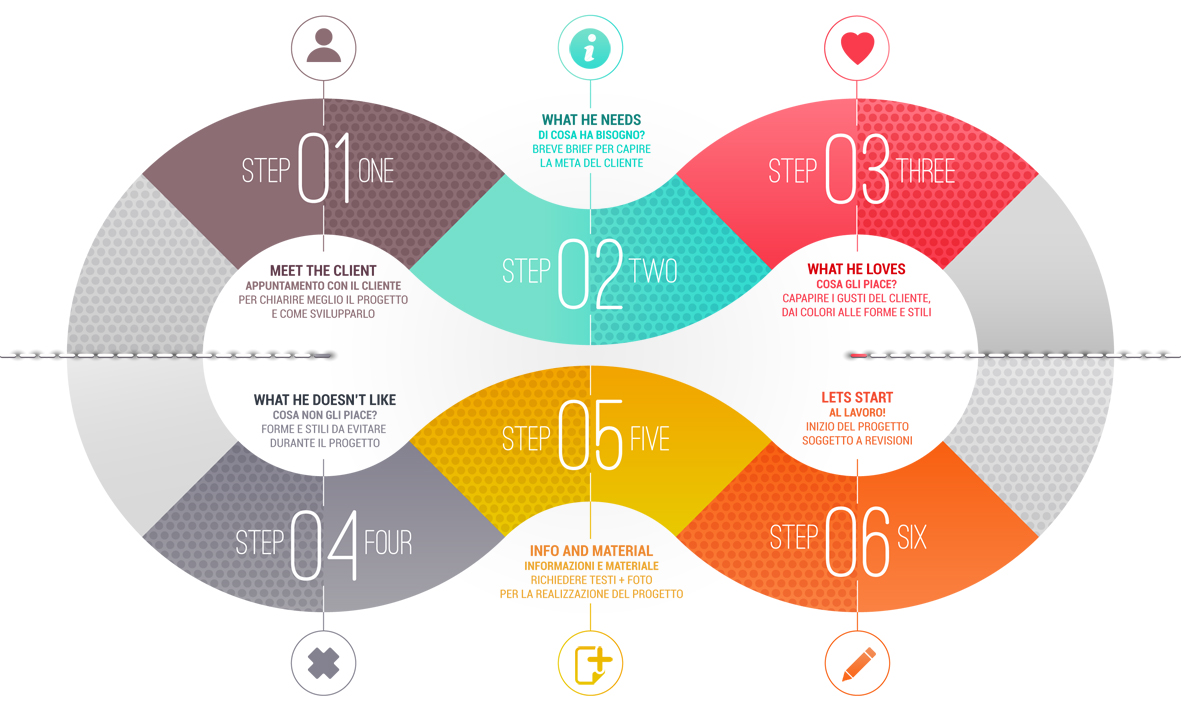 STEP 01 ONE
MEET THE CLIENT
APPUNTAMENTO CON IL CLIENTE
PER CHIARIRE MEGLIO IL PROGETTO
E COME SVILUPPARLO
WHAT HE NEEDS
DI COSA HA BISOGNO?
BREVE BRIEF PER CAPIRE
LA META DEL CLIENTE
STEP 02 TWO
STEP 03 THREE
WHAT HE LOVES
COSA GLI PIACE?
CAPAPIRE I GUSTI DEL CLIENTE,
DAI COLORI ALLE FORME E STILI
WHAT HE DOESN'T LIKE
COSA NON GLI PIACE?
FORME E STILI DA EVITARE
DURANTE IL PROGETTO
STEP 04 FOUR
STEP 05 FIVE
INFO AND MATERIAL
INFORMAZIONI E MATERIALE
RICHIEDERE TESTI + FOTO
PER LA REALIZZAZIONE DEL PROGETTO
LETS START
AL LAVORO!
INIZIO DEL PROGETTO
SOGGETTO A REVISIONI
STEP 06 SIX